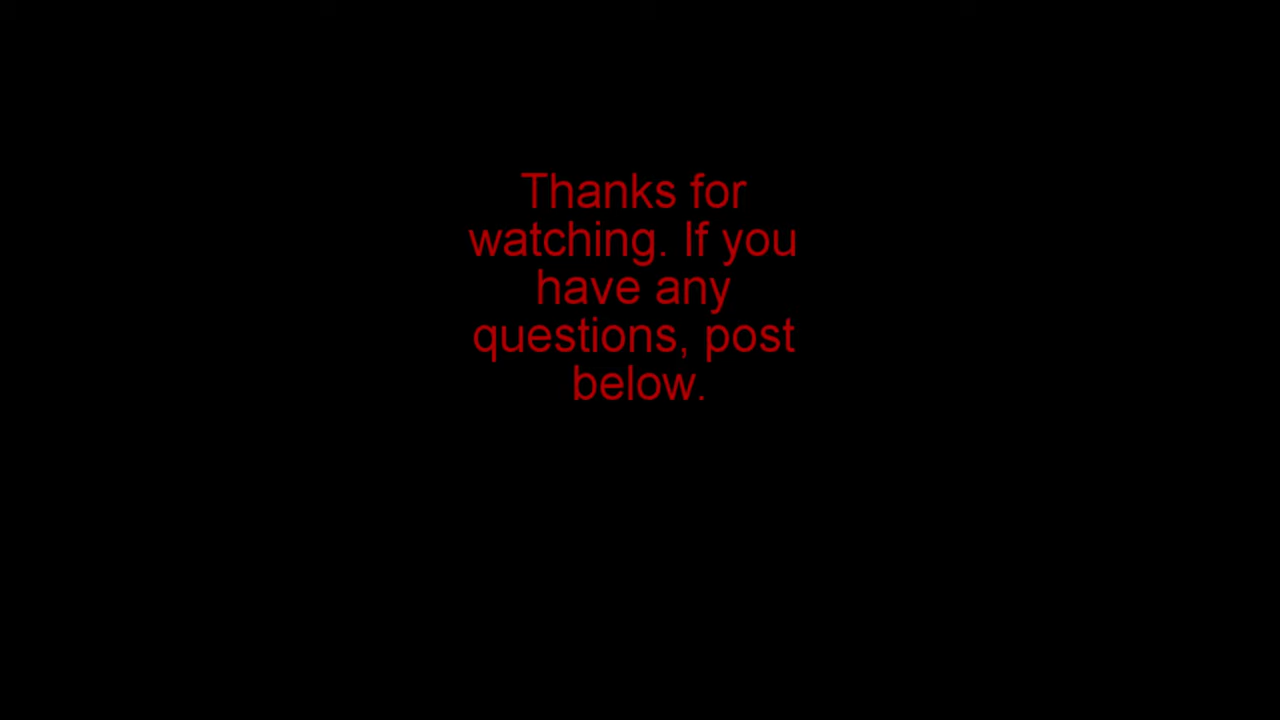 Thanks for
watching. If you
have any
questions, post
below.